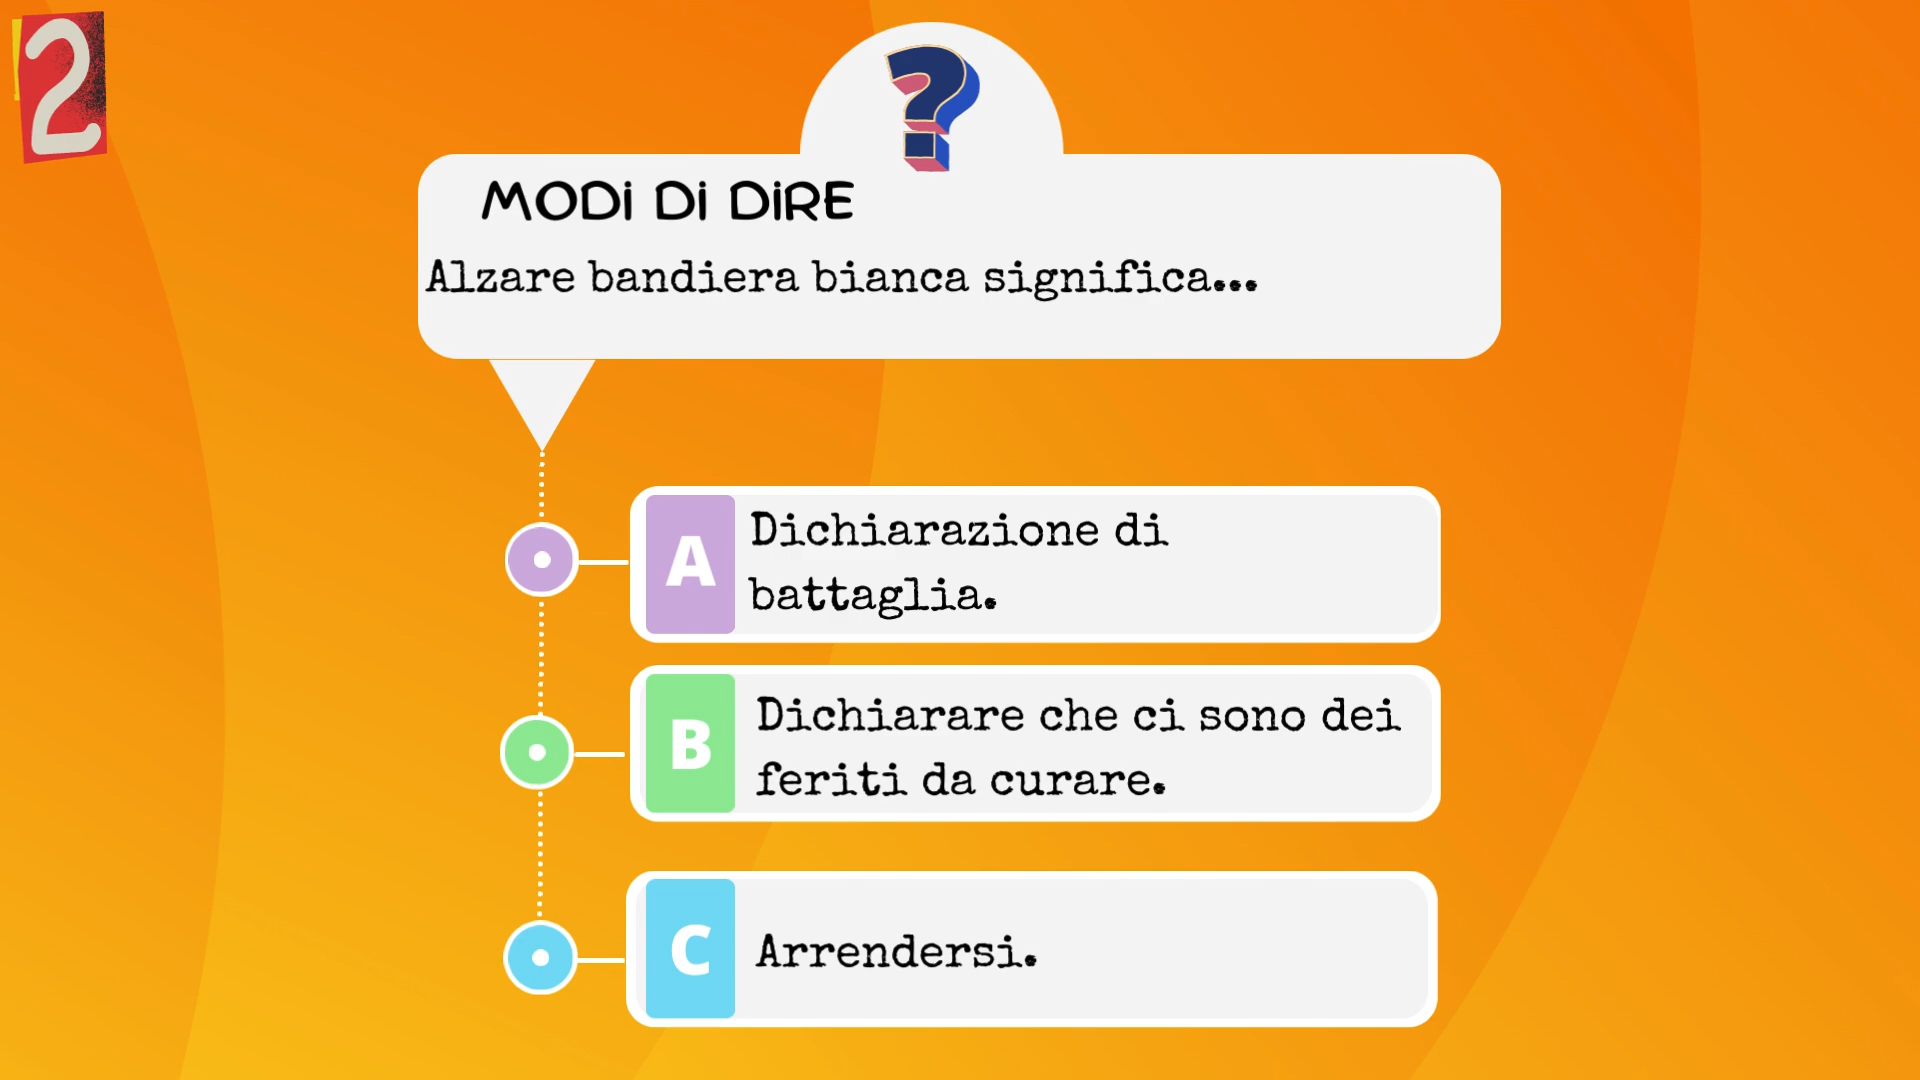 2
?
MODi Di DiRE
Alzare bandiera bianca significa...
A
Dichiarazione di
battaglia.
B
Dichiarare che ci sono dei
feriti da curare.
C
Arrendersi.